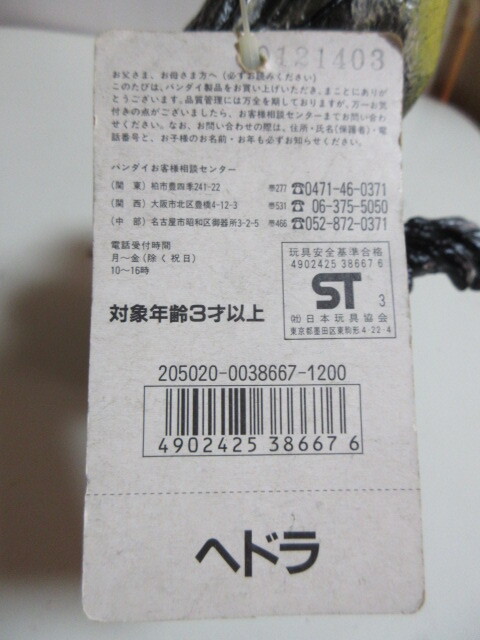 0121403
お父さま、お母さま方へ(必ずお読みください)
このたびは、バンダイ製品をお買い上げいただき、まことにありが
とうございます。品質管理には万全を期しておりますが、万一お気
付きの点がございましたら、お客様相談センターまでお問い合わ
せください。なお、お問い合わせの際は、住所・氏名(保護者)・電
話番号と、お子様のお名前・お年も必ずお知らせください。
バンダイお客様相談センター
(関 東) 柏市豊四季241-22 〒277 ☎0471-46-0371
(関 西) 大阪市北区豊崎4-12-3 〒531 ☎06-375-5050
(中 部) 名古屋市昭和区御器所3-2-5 〒466 ☎052-872-0371
電話受付時間
月〜金(除く祝日)
10〜16時
対象年齢3才以上
玩具安全基準合格
4902425 38667 6
ST 3
㈳日本玩具協会
東京都墨田区東駒形4-22-4
205020-0038667-1200
4902425 386676
ヘドラ